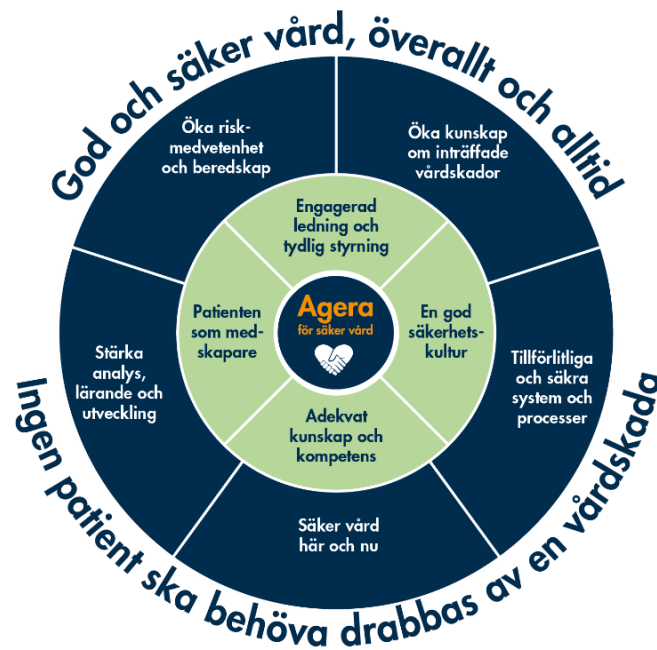 God och säker vård, överallt och alltid
Öka risk-
medvetenhet
och beredskap
Öka kunskap
om inträffade
vårdskador
Engagerad
ledning och
tydlig styrning
Patienten
som med-
skapare
Agera
för säker vård
En god
säkerhets-
kultur
Stärka
analys,
lärande och
utveckling
Tillförlitliga
och säkra
system och
processer
Adekvat
kunskap och
kompetens
Säker vård
här och nu
Ingen patient ska behöva drabbas av en vårdskada